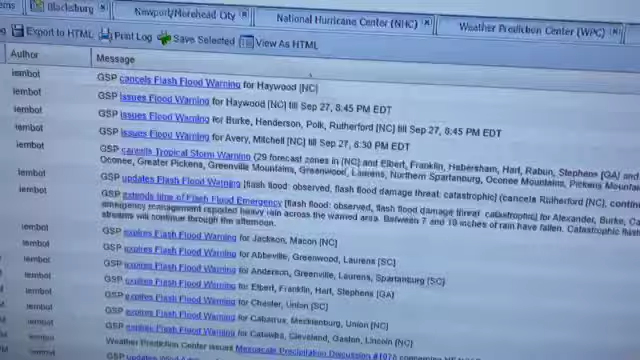 Blacksburg
Newport/Morehead City
National Hurricane Center (NHC)
Weather Prediction Center (WPC)
Export to HTML Print Log Save Selected View As HTML
Author Message
iembot GSP cancels Flash Flood Warning for Haywood [NC]
iembot GSP issues Flood Warning for Haywood [NC] till Sep 27, 8:45 PM EDT
iembot GSP issues Flood Warning for Burke, Henderson, Polk, Rutherford [NC] till Sep 27, 8:45 PM EDT
iembot GSP issues Flood Warning for Avery, Mitchell [NC] till Sep 27, 8:30 PM EDT
iembot GSP cancels Tropical Storm Warning (29 forecast zones in [NC] and Elbert, Franklin, Habersham, Hart, Rabun, Stephens [GA] and
Oconee, Greater Pickens, Greenville Mountains, Greenwood, Laurens, Northern Spartanburg, Oconee Mountains, Pickens Mountains
iembot GSP updates Flash Flood Warning [flash flood: observed, flash flood damage threat: catastrophic] (cancels Rutherford [NC],
iembot GSP extends time of Flash Flood Emergency [flash flood: observed, flash flood damage threat: catastrophic] for Alexander, Burke,
emergency management reported heavy rain across the warned area. Between 7 and 10 inches of rain have fallen. Catastrophic
streams will continue through the afternoon.
iembot GSP expires Flash Flood Warning for Jackson, Macon [NC]
iembot GSP expires Flash Flood Warning for Abbeville, Greenwood, Laurens [SC]
iembot GSP expires Flash Flood Warning for Anderson, Greenville, Laurens, Spartanburg [SC]
iembot GSP expires Flash Flood Warning for Elbert, Franklin, Hart, Stephens [GA]
iembot GSP expires Flash Flood Warning for Chester, Union [SC]
iembot GSP expires Flash Flood Warning for Cabarrus, Mecklenburg, Union [NC]
iembot GSP expires Flash Flood Warning for Catawba, Cleveland, Gaston, Lincoln [NC]
Weather Prediction Center issues Mesoscale Precipitation Discussion
GSP updates Wind